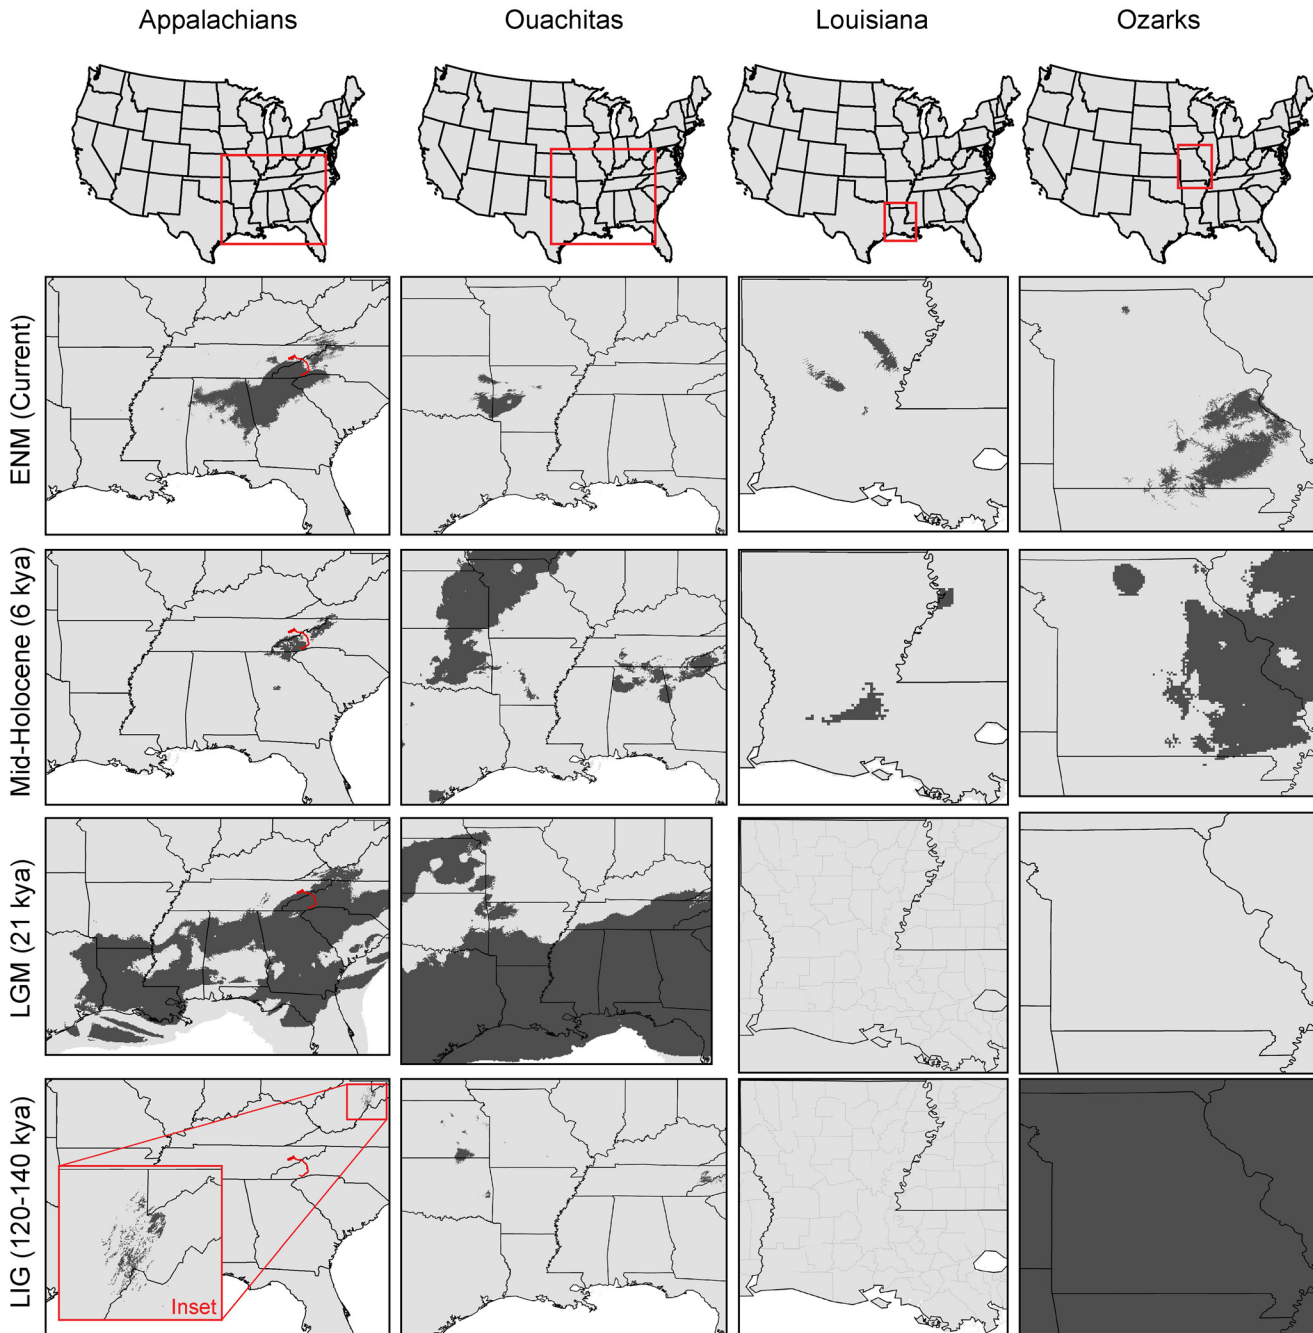 Appalachians
Ouachitas
Louisiana
Ozarks
ENM (Current)
Mid-Holocene (6 kya)
LGM (21 kya)
LIG (120-140 kya)
Inset